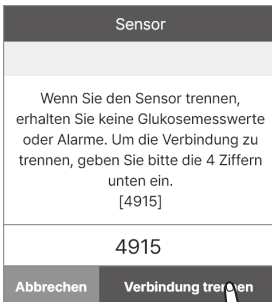 Sensor
Wenn Sie den Sensor trennen,
erhalten Sie keine Glukosemesswerte
oder Alarme. Um die Verbindung zu
trennen, geben Sie bitte die 4 Ziffern
unten ein.
[4915]
4915
Abbrechen Verbindung trennen